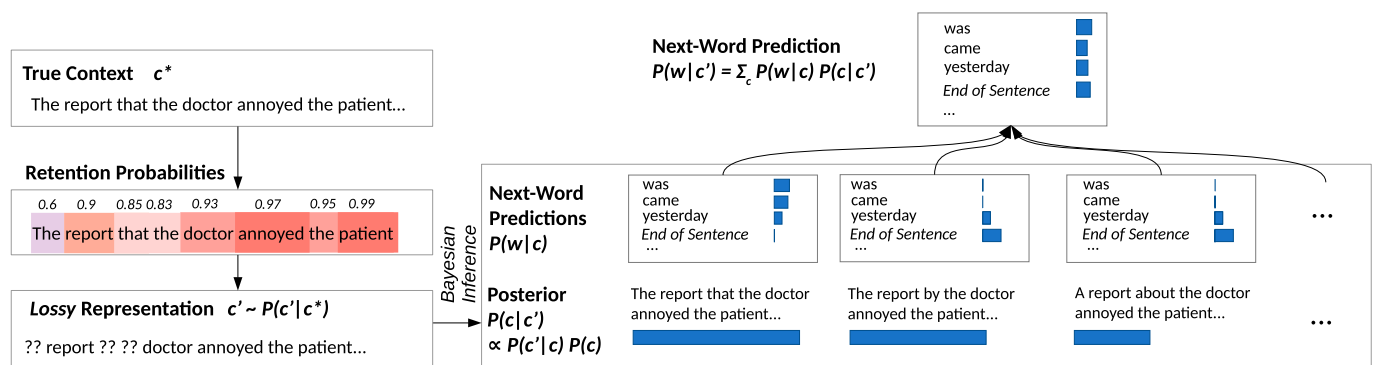 True Context c*
The report that the doctor annoyed the patient...
Retention Probabilities
0.6 0.9 0.85 0.83 0.93 0.97 0.95 0.99
The report that the doctor annoyed the patient
Lossy Representation c’ ~ P(c’|c*)
?? report ?? ?? doctor annoyed the patient...
Bayesian
Inference
Next-Word Prediction
P(w|c’) = Σc P(w|c) P(c|c’)
was
came
yesterday
End of Sentence
...
Next-Word
Predictions
P(w|c)
was
came
yesterday
End of Sentence
...
was
came
yesterday
End of Sentence
...
was
came
yesterday
End of Sentence
...
...
Posterior
P(c|c’)
∝ P(c’|c) P(c)
The report that the doctor
annoyed the patient...
The report by the doctor
annoyed the patient...
A report about the doctor
annoyed the patient...
...